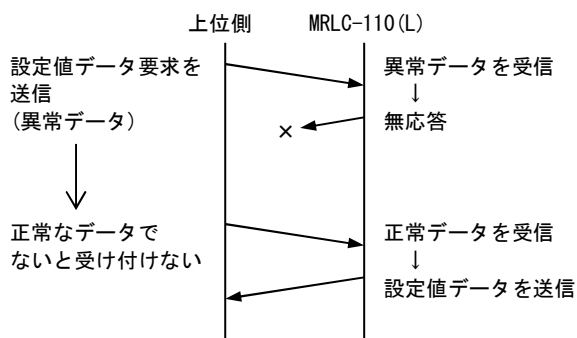 上位側 MRLC-110(L)
設定値データ要求を
送信
(異常データ)
異常データを受信
↓
無応答
×
正常なデータで
ないと受け付けない
正常データを受信
↓
設定値データを送信